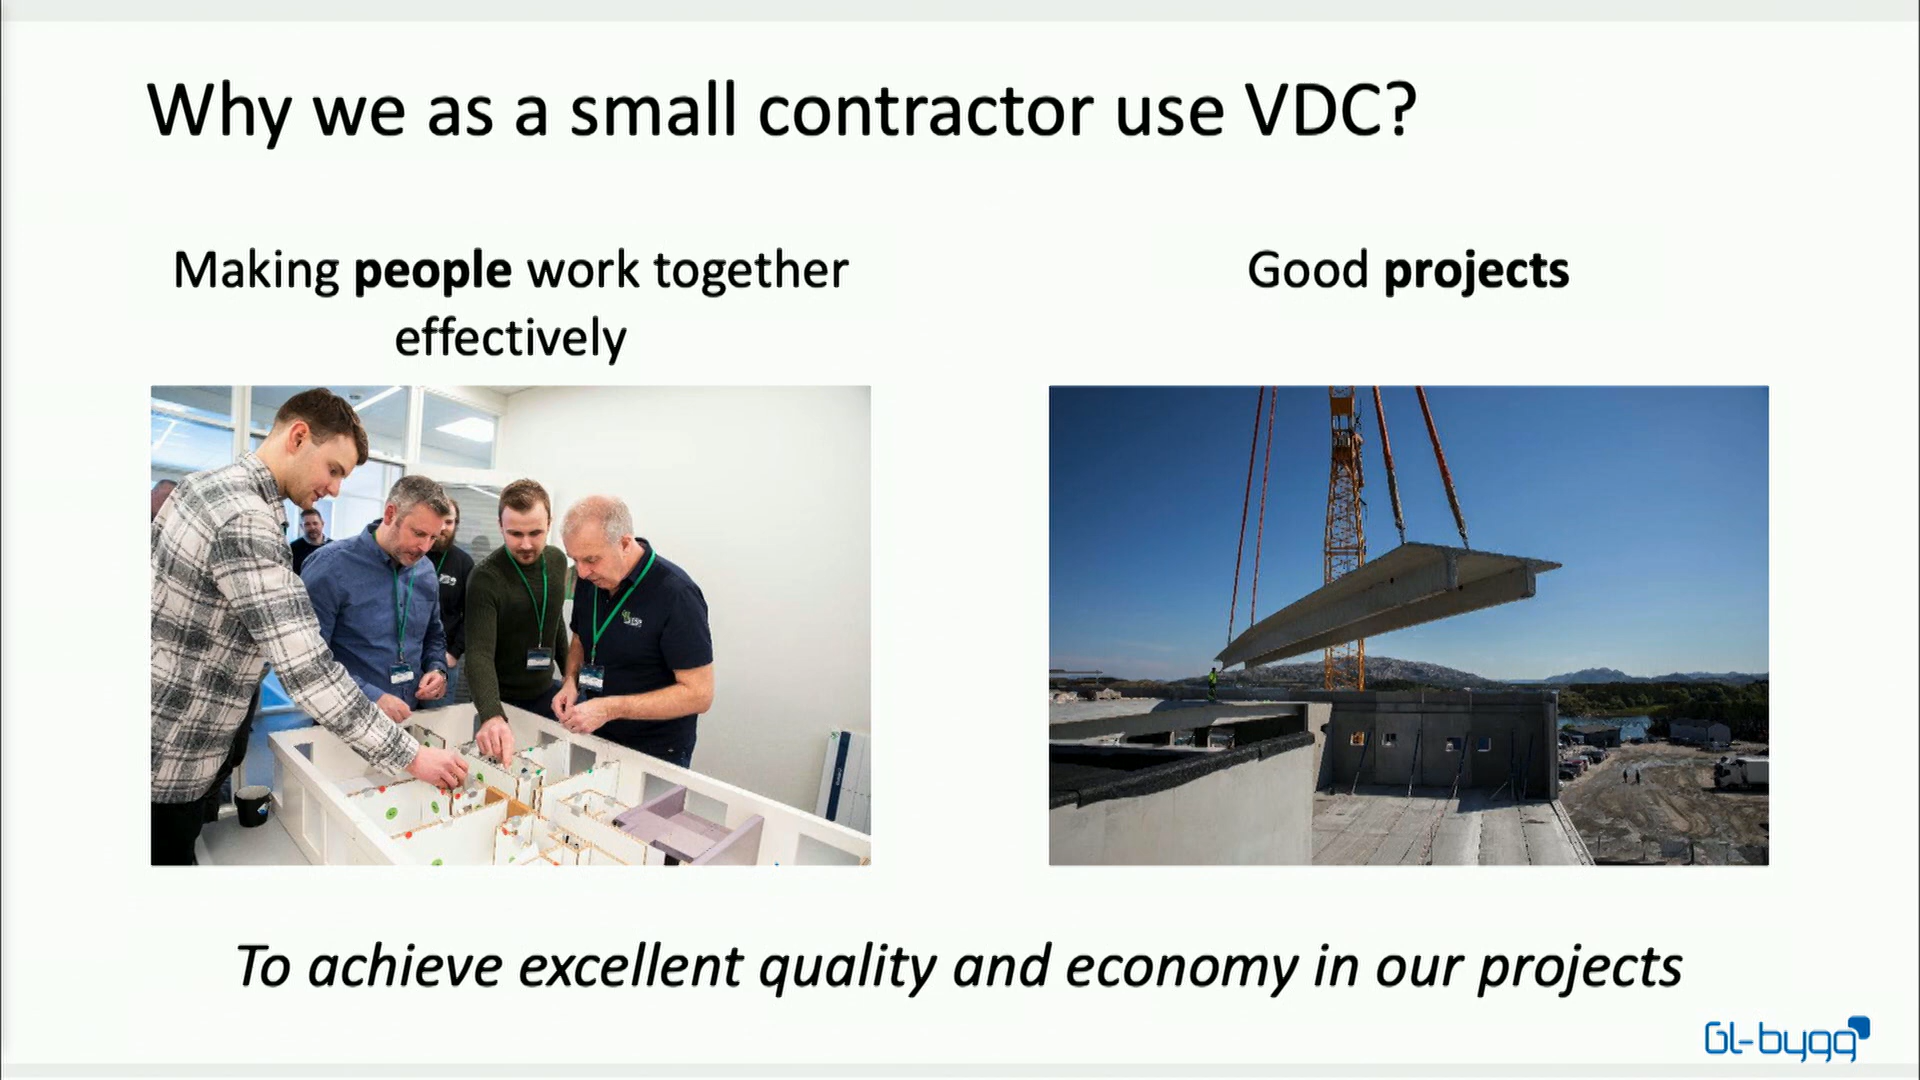 Why we as a small contractor use VDC?
Making people work together
effectively
Good projects
To achieve excellent quality and economy in our projects
GL-bygg